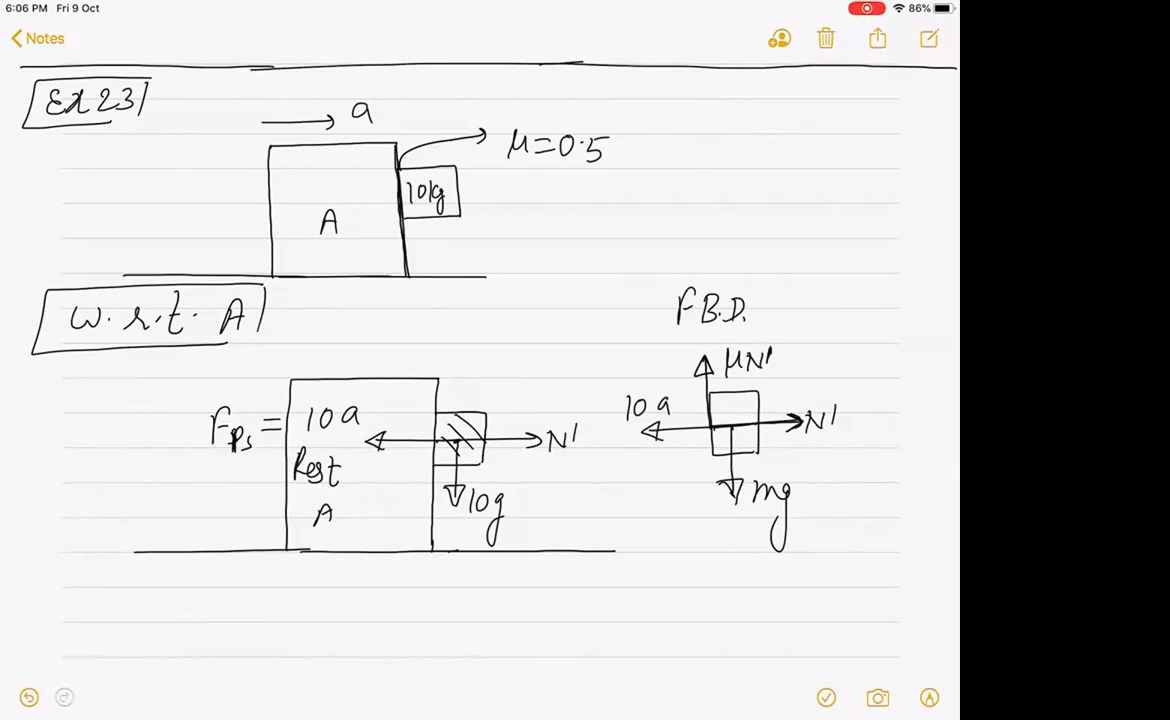 6:06 PM Fri 9 Oct
86%
Notes
Ex 23
a
μ=0.5
10kg
A
w.r.t. A
F.B.D.
μN'
10a
N'
mg
Fps = 10a
N'
Rest
A
10g